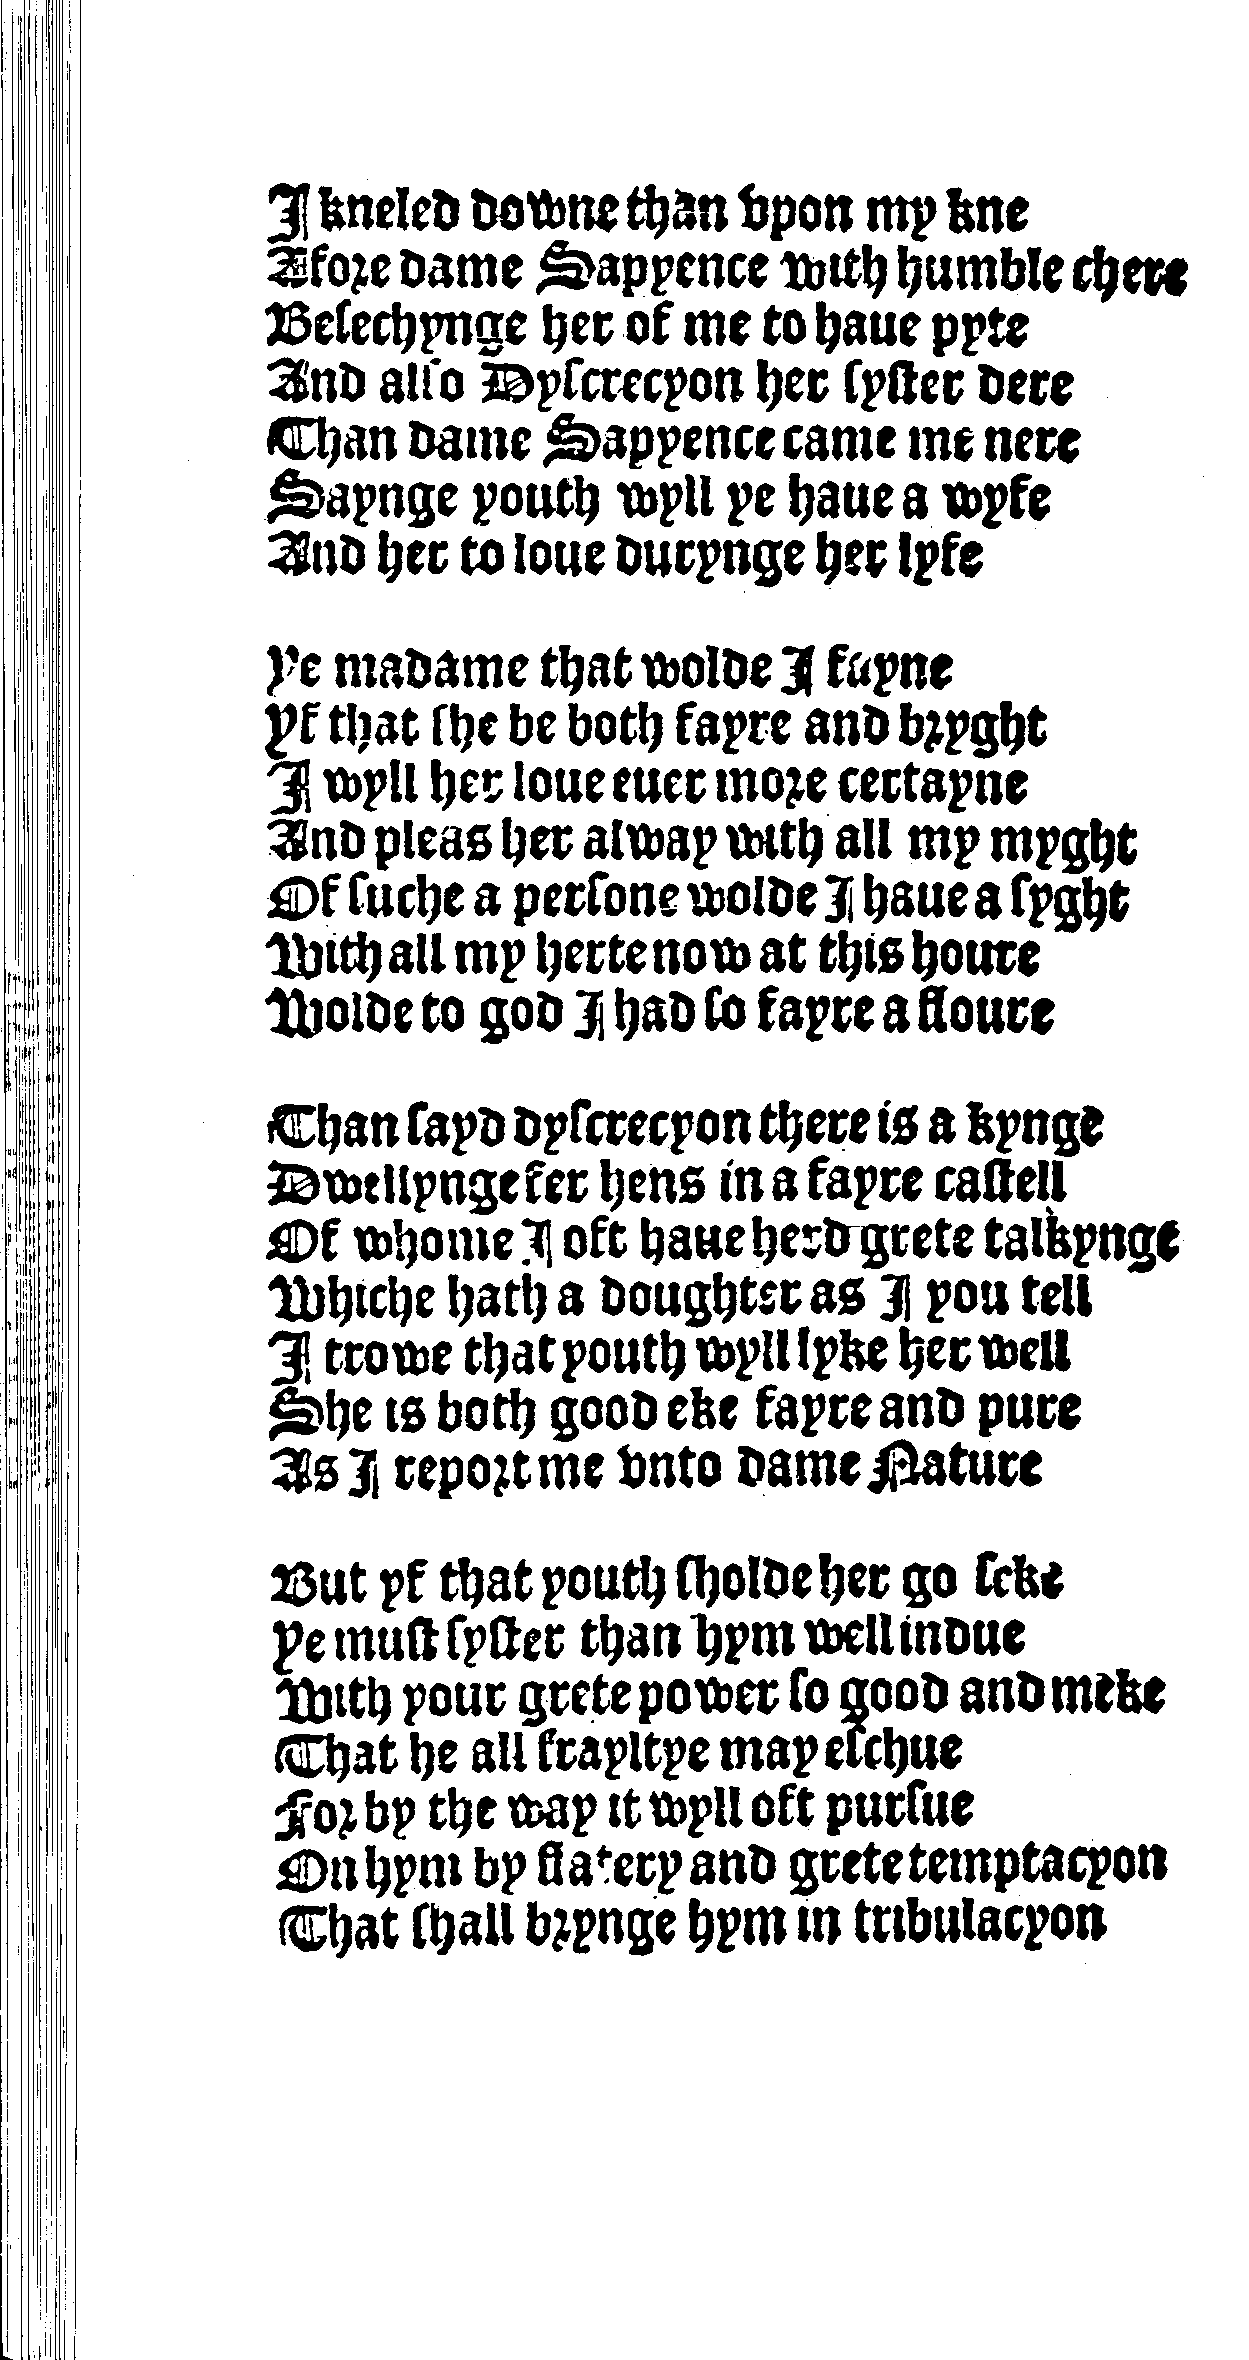 I kneled downe than vpon my kne
Afore dame Sapyence with humble chere
Beſechynge her of me to haue pyte
And alſo Dyſcrecyon her ſyſter dere
Than dame Sapyence came me nere
Saynge youth wyll ye haue a wyfe
And her to loue durynge her lyfe

Ye madame that wolde I fayne
Yf that ſhe be both fayre and bryght
I wyll her loue euer more certayne
And pleas her alway with all my myght
Of ſuche a perſone wolde I haue a ſyght
With all my herte now at this houre
Wolde to god I had ſo fayre a floure

Than ſayd dyſcrecyon there is a kynge
Dwellynge fer hens in a fayre caſtell
Of whome I oft haue herd grete talkynge
Whiche hath a doughter as I you tell
I trowe that youth wyll lyke her well
She is both good eke fayre and pure
As I report me vnto dame Nature

But yf that youth ſholde her go ſeke
Ye muſt ſyſter than hym well indue
With your grete power ſo good and meke
That he all frayltye may eſchue
For by the way it wyll oft purſue
On hym by flatery and grete temptacyon
That ſhall brynge hym in tribulacyon